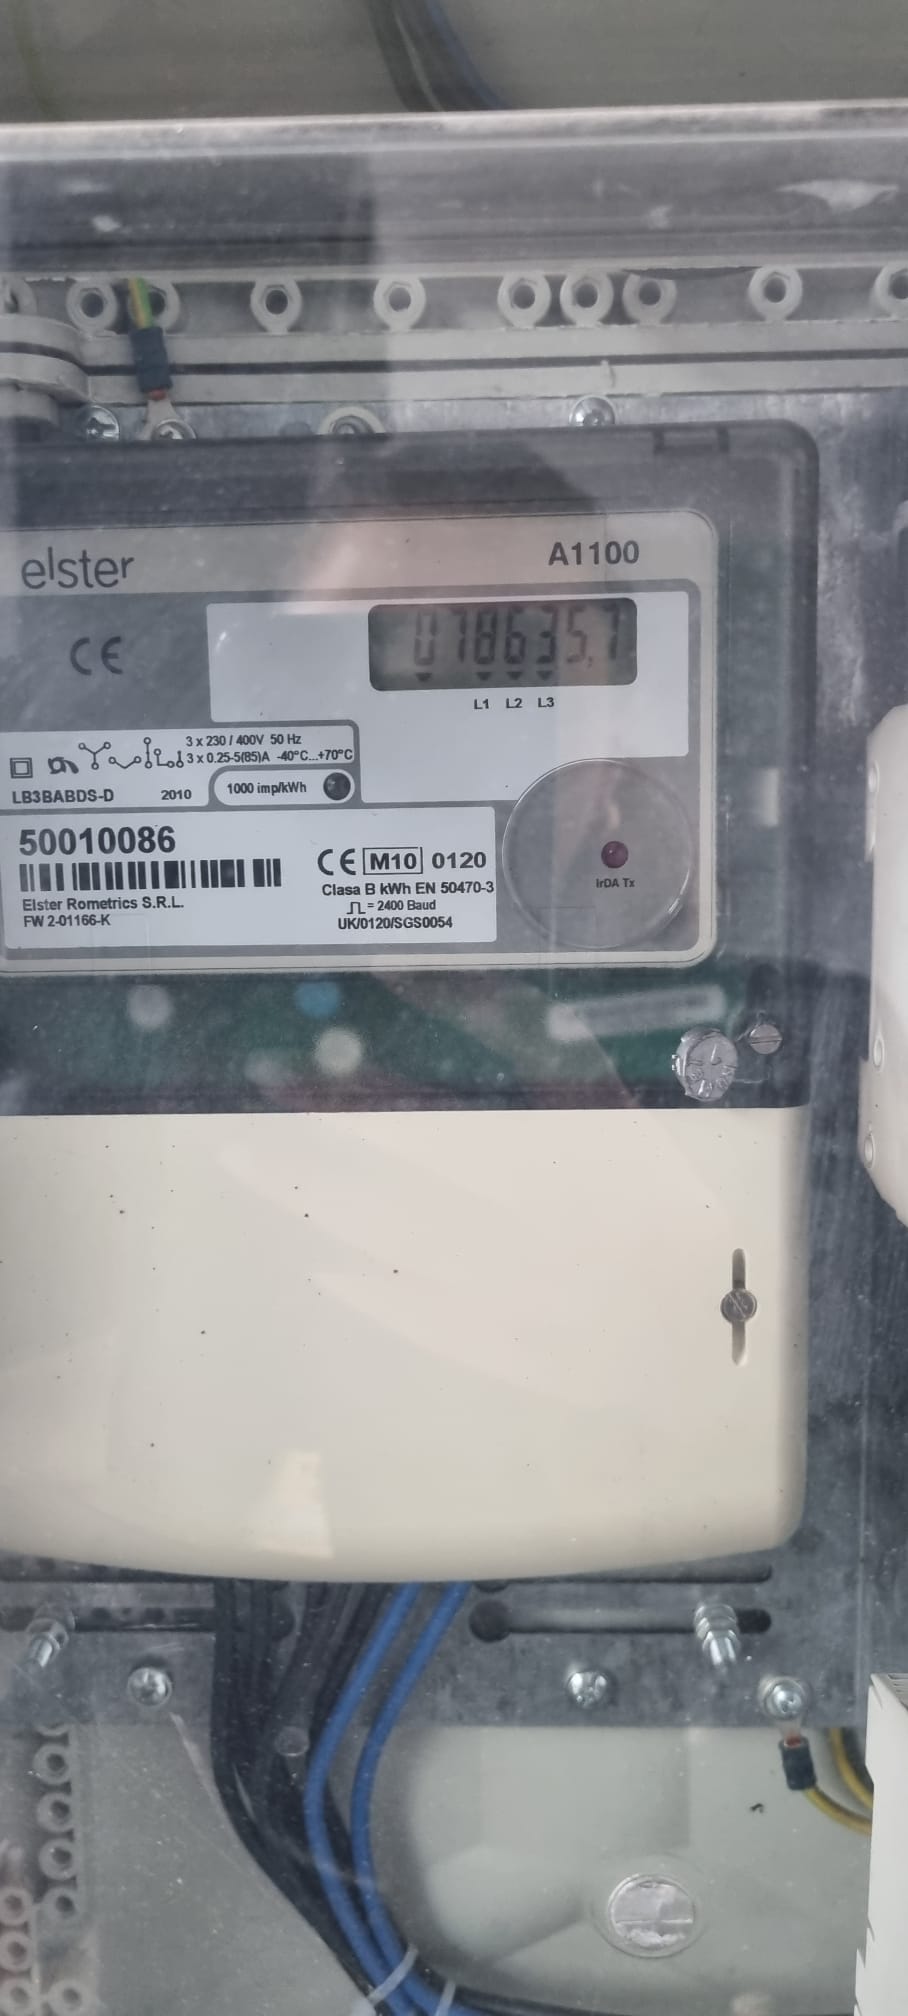 elster
A1100
CE
078635,7
L1 L2 L3
3 x 230 / 400V 50 Hz
3 x 0.25-5(85)A -40°C...+70°C
LB3BABDS-D 2010
1000 imp/kWh
50010086
CE M10 0120
Elster Rometrics S.R.L.
FW 2-01166-K
Clasa B kWh EN 50470-3
= 2400 Baud
UK/0120/SGS0054
IrDA Tx